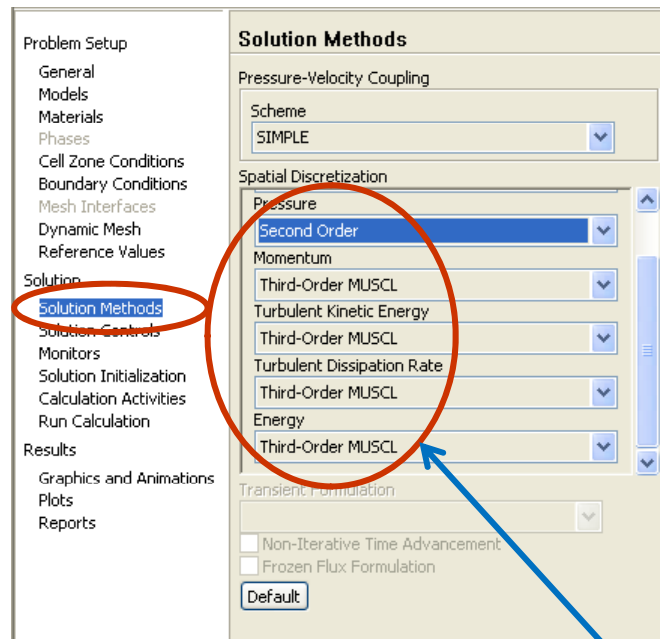 Problem Setup
General
Models
Materials
Phases
Cell Zone Conditions
Boundary Conditions
Mesh Interfaces
Dynamic Mesh
Reference Values
Solution
Solution Methods
Solution Controls
Monitors
Solution Initialization
Calculation Activities
Run Calculation
Results
Graphics and Animations
Plots
Reports
Solution Methods
Pressure-Velocity Coupling
Scheme
SIMPLE
Spatial Discretization
Pressure
Second Order
Momentum
Third-Order MUSCL
Turbulent Kinetic Energy
Third-Order MUSCL
Turbulent Dissipation Rate
Third-Order MUSCL
Energy
Third-Order MUSCL
Transient Formulation
Non-Iterative Time Advancement
Frozen Flux Formulation
Default